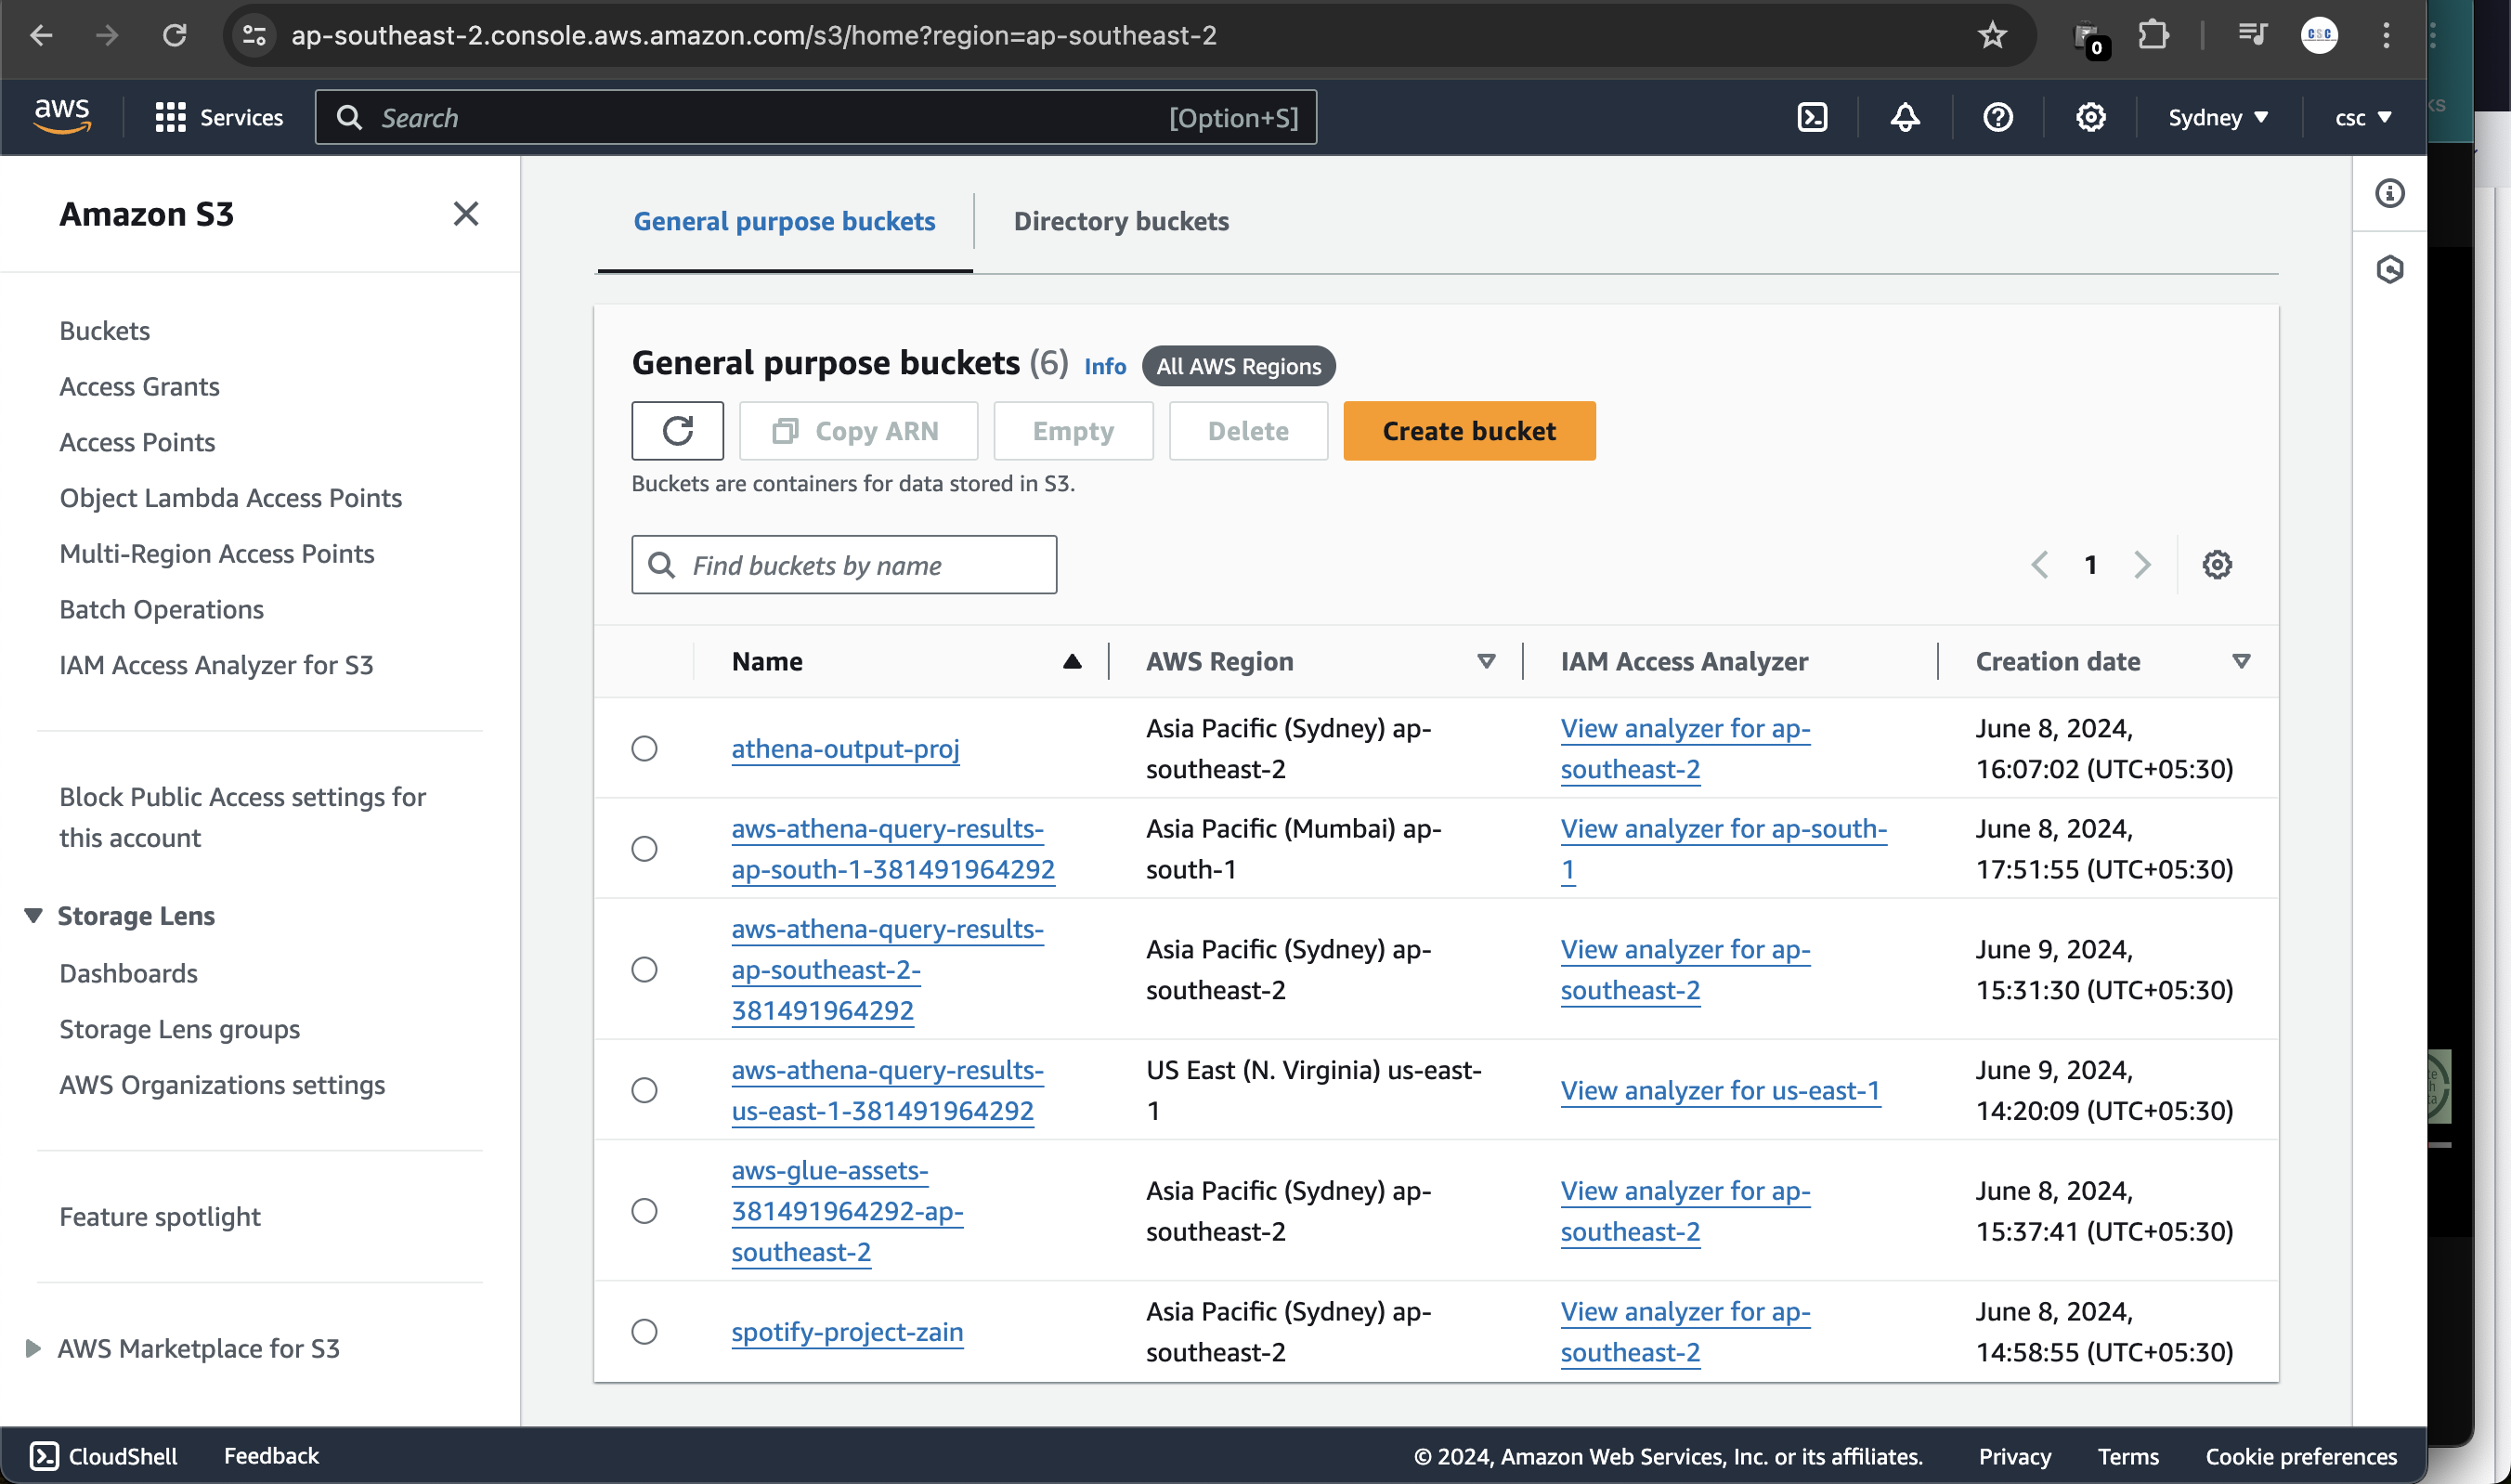 ap-southeast-2.console.aws.amazon.com/s3/home?region=ap-southeast-2
0
CSC
aws
Services
Search
[Option+S]
Sydney
csc
Amazon S3
Buckets
Access Grants
Access Points
Object Lambda Access Points
Multi-Region Access Points
Batch Operations
IAM Access Analyzer for S3
Block Public Access settings for
this account
Storage Lens
Dashboards
Storage Lens groups
AWS Organizations settings
Feature spotlight
AWS Marketplace for S3
General purpose buckets
Directory buckets
General purpose buckets (6) Info All AWS Regions
Copy ARN
Empty
Delete
Create bucket
Buckets are containers for data stored in S3.
Find buckets by name
1
Name
AWS Region
IAM Access Analyzer
Creation date
athena-output-proj
Asia Pacific (Sydney) ap-
southeast-2
View analyzer for ap-
southeast-2
June 8, 2024,
16:07:02 (UTC+05:30)
aws-athena-query-results-
ap-south-1-381491964292
Asia Pacific (Mumbai) ap-
south-1
View analyzer for ap-south-
1
June 8, 2024,
17:51:55 (UTC+05:30)
aws-athena-query-results-
ap-southeast-2-
381491964292
Asia Pacific (Sydney) ap-
southeast-2
View analyzer for ap-
southeast-2
June 9, 2024,
15:31:30 (UTC+05:30)
aws-athena-query-results-
us-east-1-381491964292
US East (N. Virginia) us-east-
1
View analyzer for us-east-1
June 9, 2024,
14:20:09 (UTC+05:30)
aws-glue-assets-
381491964292-ap-
southeast-2
Asia Pacific (Sydney) ap-
southeast-2
View analyzer for ap-
southeast-2
June 8, 2024,
15:37:41 (UTC+05:30)
spotify-project-zain
Asia Pacific (Sydney) ap-
southeast-2
View analyzer for ap-
southeast-2
June 8, 2024,
14:58:55 (UTC+05:30)
CloudShell
Feedback
© 2024, Amazon Web Services, Inc. or its affiliates.
Privacy
Terms
Cookie preferences